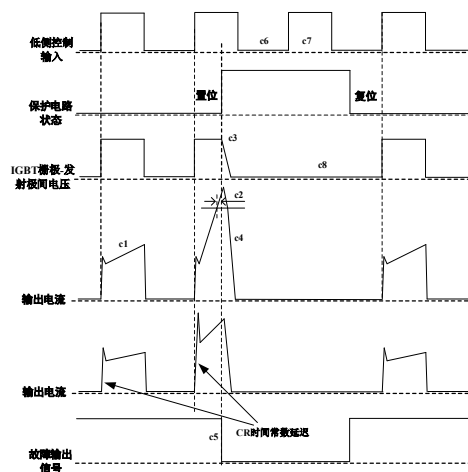 低侧控制
输入
c6
c7
保护电路
状态
置位
复位
c3
IGBT栅极-发
射极间电压
c8
c2
c1
c4
输出电流
输出电流
CR时间常数延迟
c5
故障输出
信号